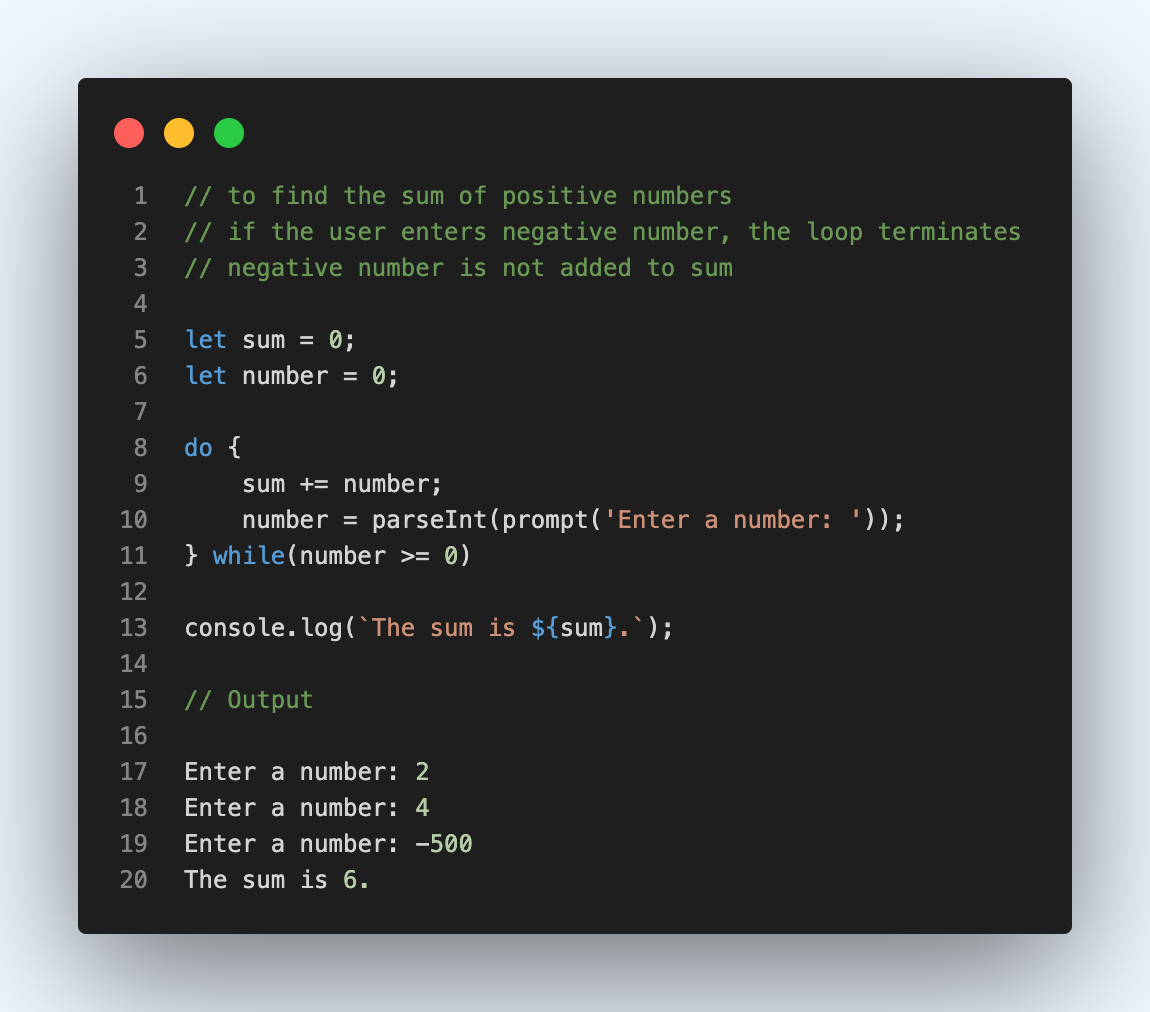 1 // to find the sum of positive numbers
2 // if the user enters negative number, the loop terminates
3 // negative number is not added to sum
4
5 let sum = 0;
6 let number = 0;
7
8 do {
9     sum += number;
10     number = parseInt(prompt('Enter a number: '));
11 } while(number >= 0)
12
13 console.log(`The sum is ${sum}.`);
14
15 // Output
16
17 Enter a number: 2
18 Enter a number: 4
19 Enter a number: -500
20 The sum is 6.